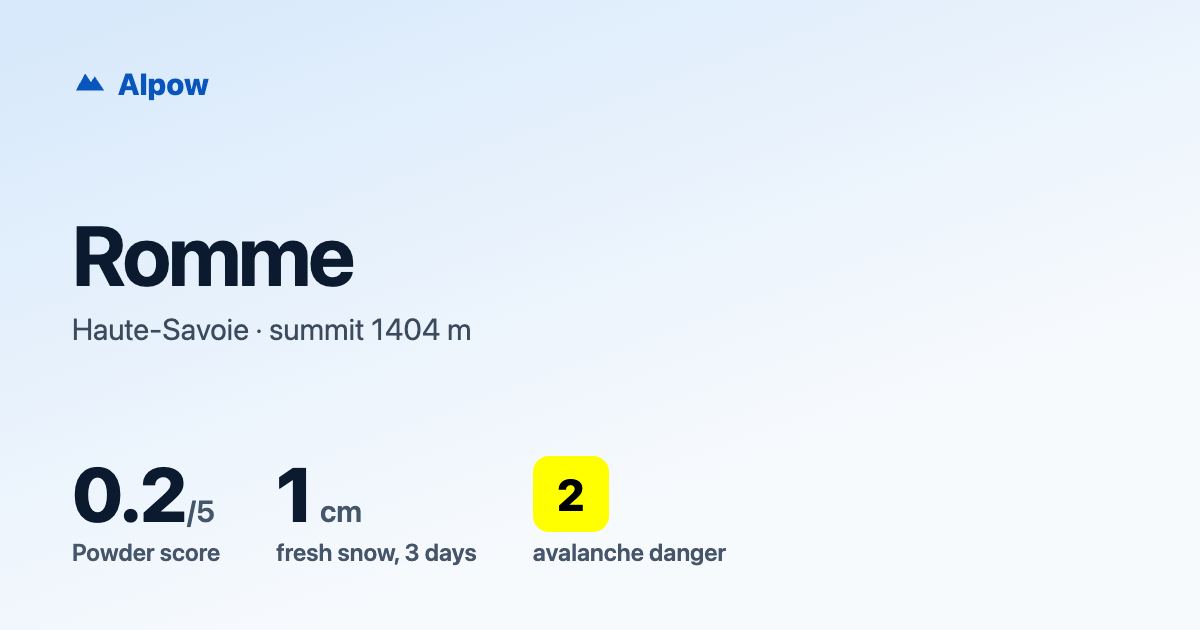 Alpow
Romme
Haute-Savoie · summit 1404 m
0.2/5
Powder score
1 cm
fresh snow, 3 days
2
avalanche danger